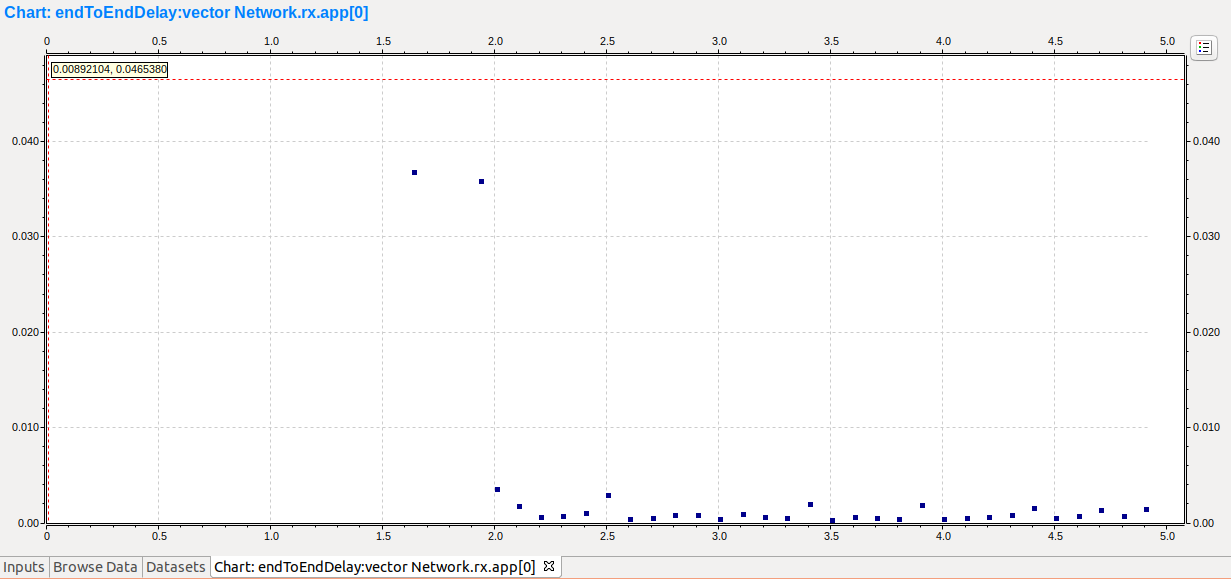 Chart: endToEndDelay:vector Network.rx.app[0]
0 0.5 1.0 1.5 2.0 2.5 3.0 3.5 4.0 4.5 5.0
0.00892104, 0.0465380
0.040 0.040
0.030 0.030
0.020 0.020
0.010 0.010
0.00 0.00
0 0.5 1.0 1.5 2.0 2.5 3.0 3.5 4.0 4.5 5.0
Inputs Browse Data Datasets Chart: endToEndDelay:vector Network.rx.app[0]